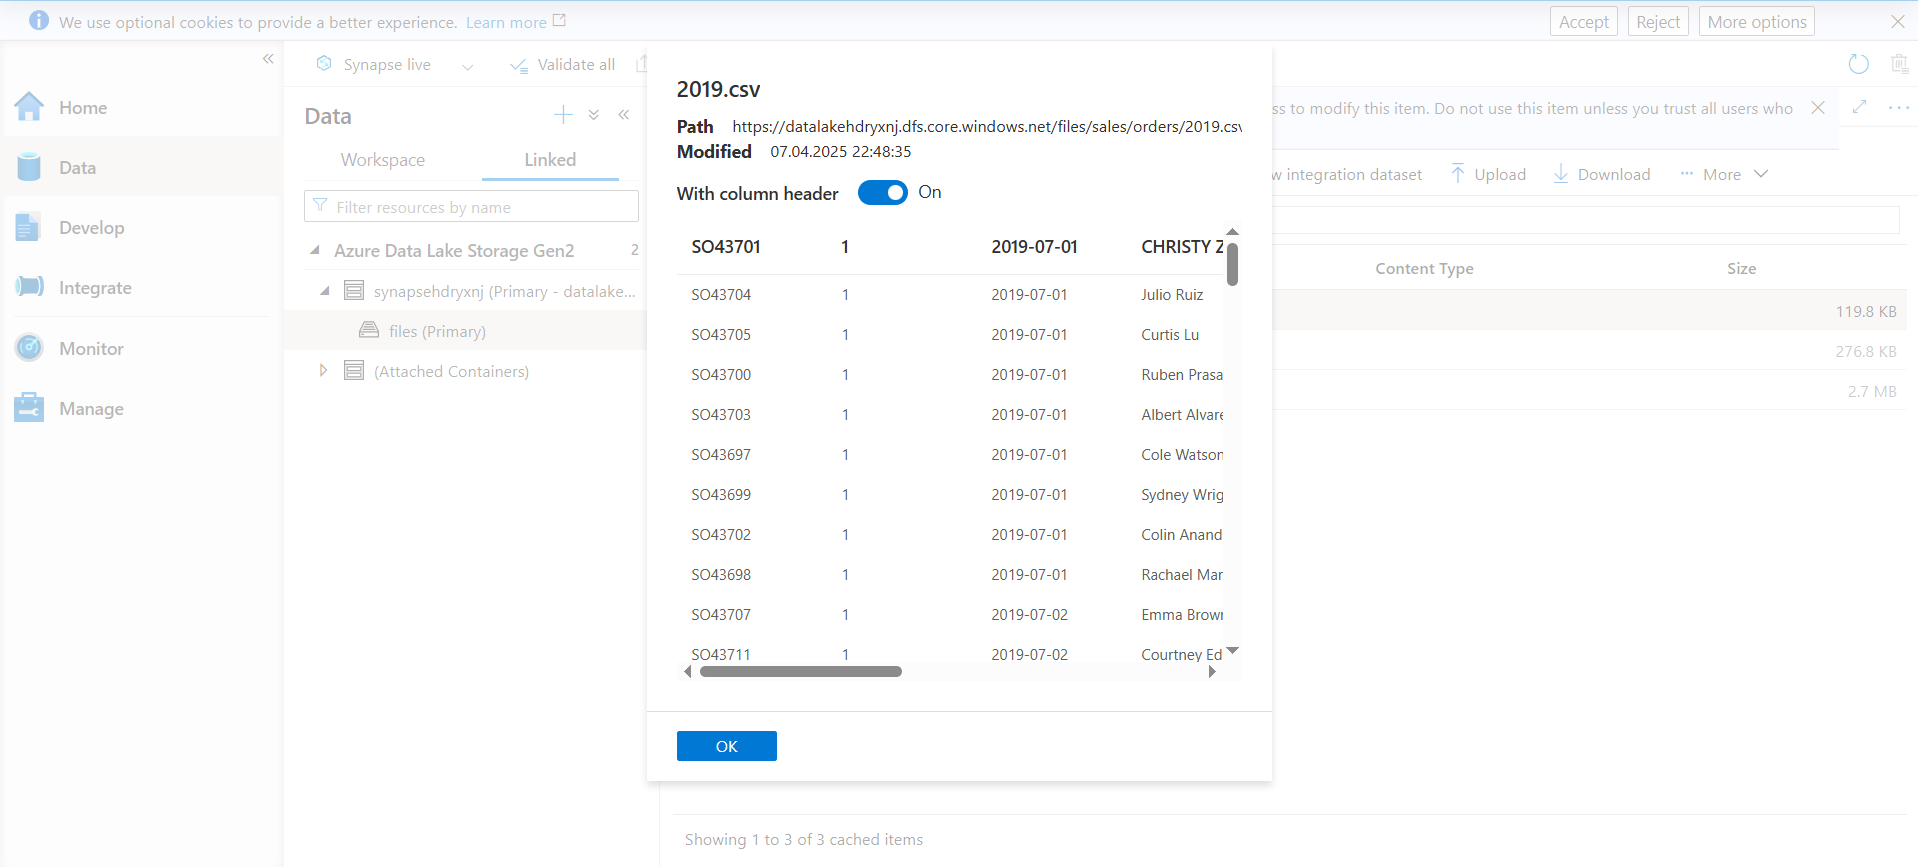 We use optional cookies to provide a better experience. Learn more
Accept
Reject
More options
Home
Data
Develop
Integrate
Monitor
Manage
Synapse live
Validate all
Data
Workspace
Linked
Filter resources by name
Azure Data Lake Storage Gen2 2
synapsehdryxnj (Primary - datalake...
files (Primary)
(Attached Containers)
2019.csv
Path https://datalakehdryxnj.dfs.core.windows.net/files/sales/orders/2019.csv
Modified 07.04.2025 22:48:35
With column header On
SO43701 1 2019-07-01 CHRISTY Z
SO43704 1 2019-07-01 Julio Ruiz
SO43705 1 2019-07-01 Curtis Lu
SO43700 1 2019-07-01 Ruben Prasa
SO43703 1 2019-07-01 Albert Alvare
SO43697 1 2019-07-01 Cole Watson
SO43699 1 2019-07-01 Sydney Wrig
SO43702 1 2019-07-01 Colin Anand
SO43698 1 2019-07-01 Rachael Mar
SO43707 1 2019-07-02 Emma Brown
SO43711 1 2019-07-02 Courtney Ed
OK
ss to modify this item. Do not use this item unless you trust all users who
w integration dataset
Upload
Download
More
Content Type Size
119.8 KB
276.8 KB
2.7 MB
Showing 1 to 3 of 3 cached items